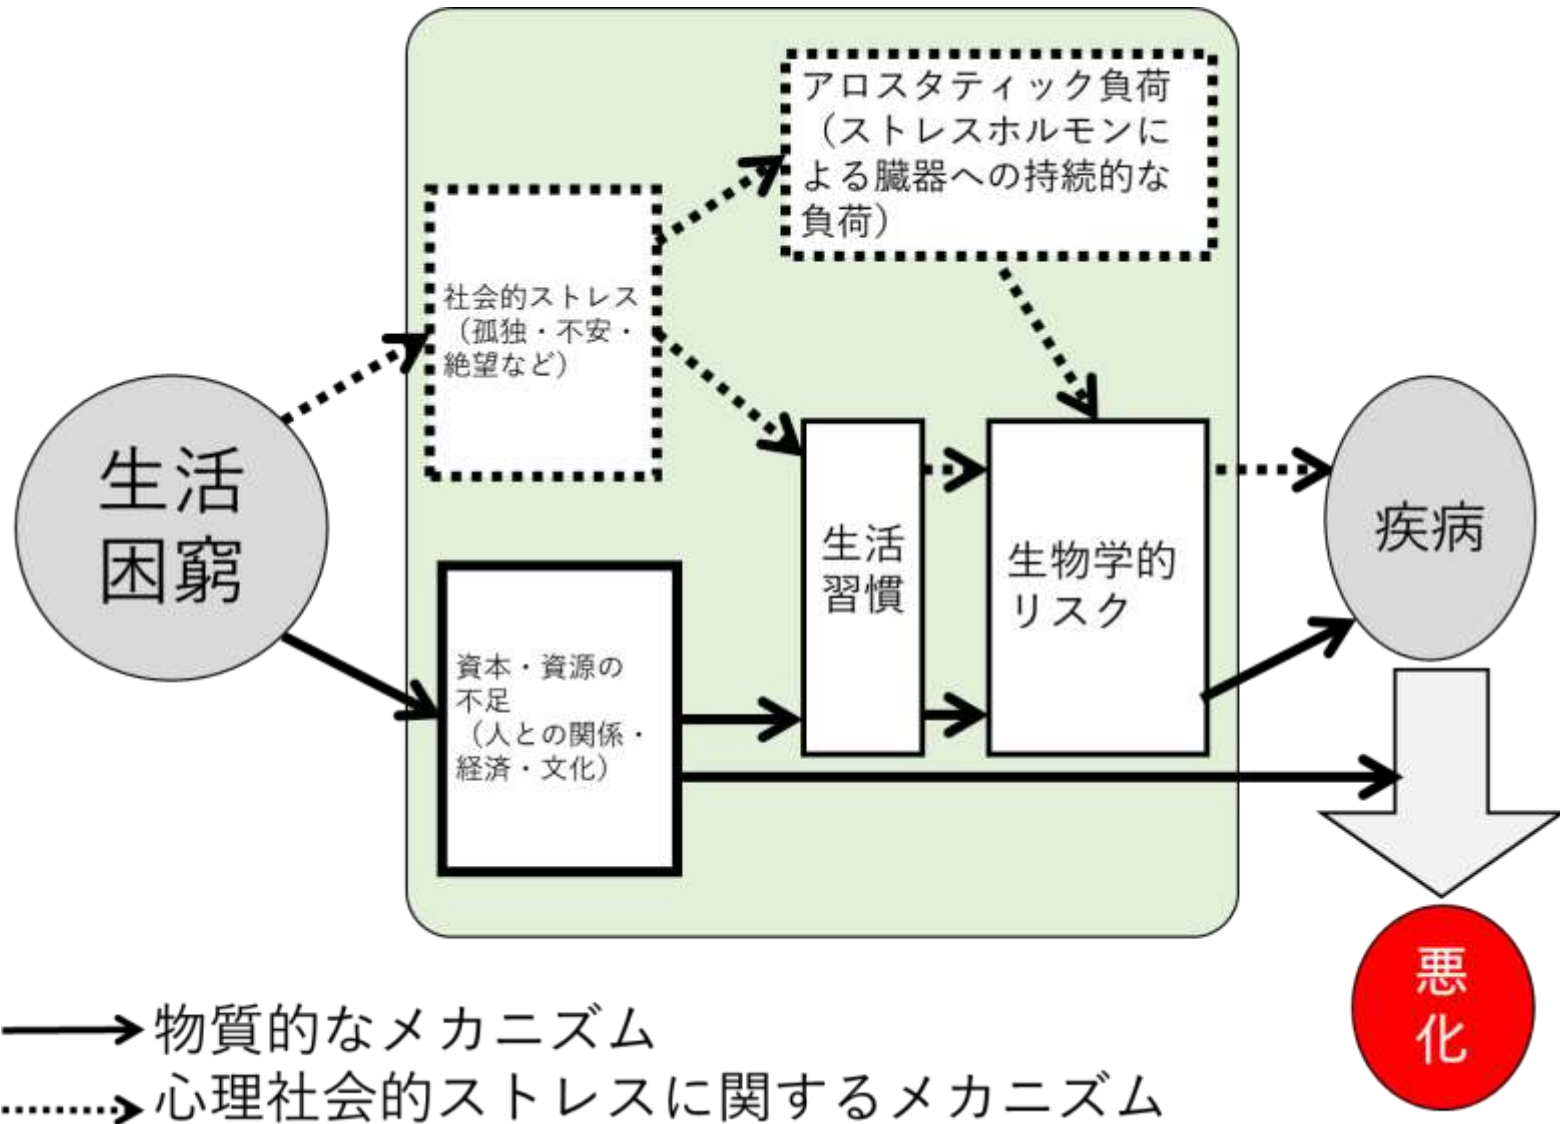 アロスタティック負荷
（ストレスホルモンに
よる臓器への持続的な
負荷）
社会的ストレス
（孤独・不安・
絶望など）
生活
困窮
生活
習慣
生物学的
リスク
疾病
資本・資源の
不足
（人との関係・
経済・文化）
悪
化
物質的なメカニズム
心理社会的ストレスに関するメカニズム